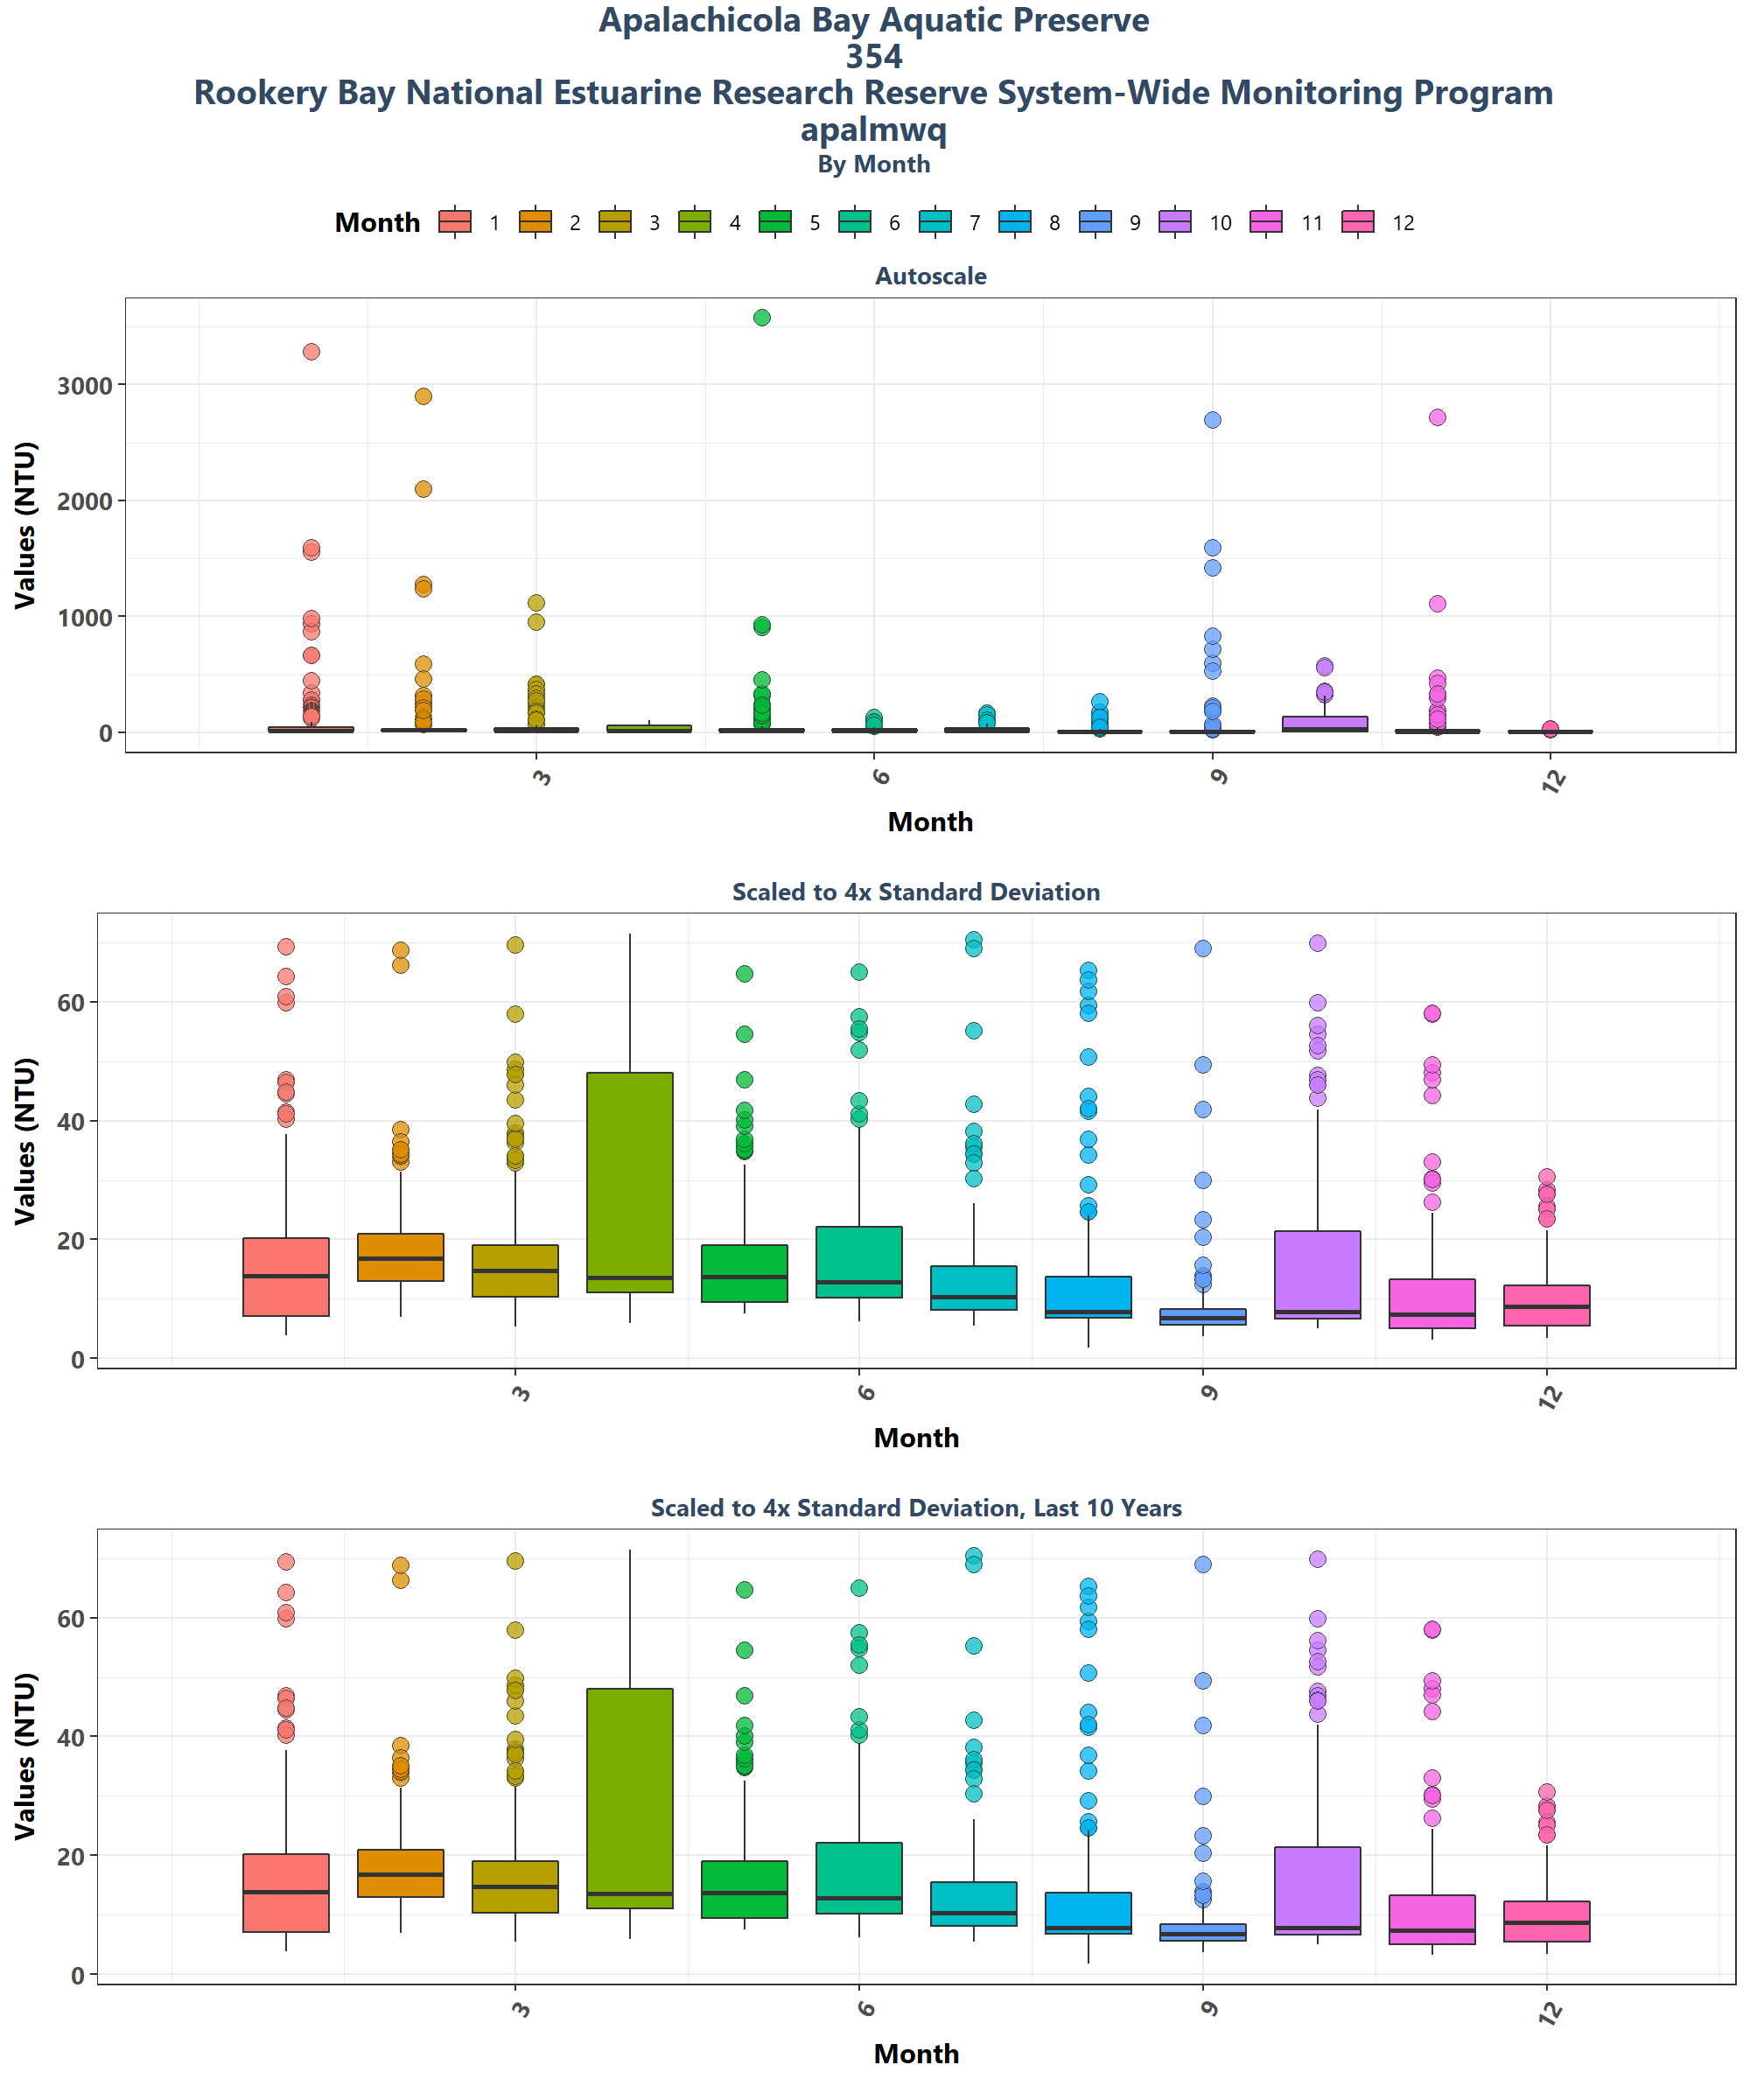 Apalachicola Bay Aquatic Preserve
354
Rookery Bay National Estuarine Research Reserve System-Wide Monitoring Program
apalmwq
By Month
Month 1 2 3 4 5 6 7 8 9 10 11 12
Autoscale
Values (NTU)
3000
2000
1000
0
3 6 9 12
Month
Scaled to 4x Standard Deviation
Values (NTU)
60
40
20
0
3 6 9 12
Month
Scaled to 4x Standard Deviation, Last 10 Years
Values (NTU)
60
40
20
0
3 6 9 12
Month